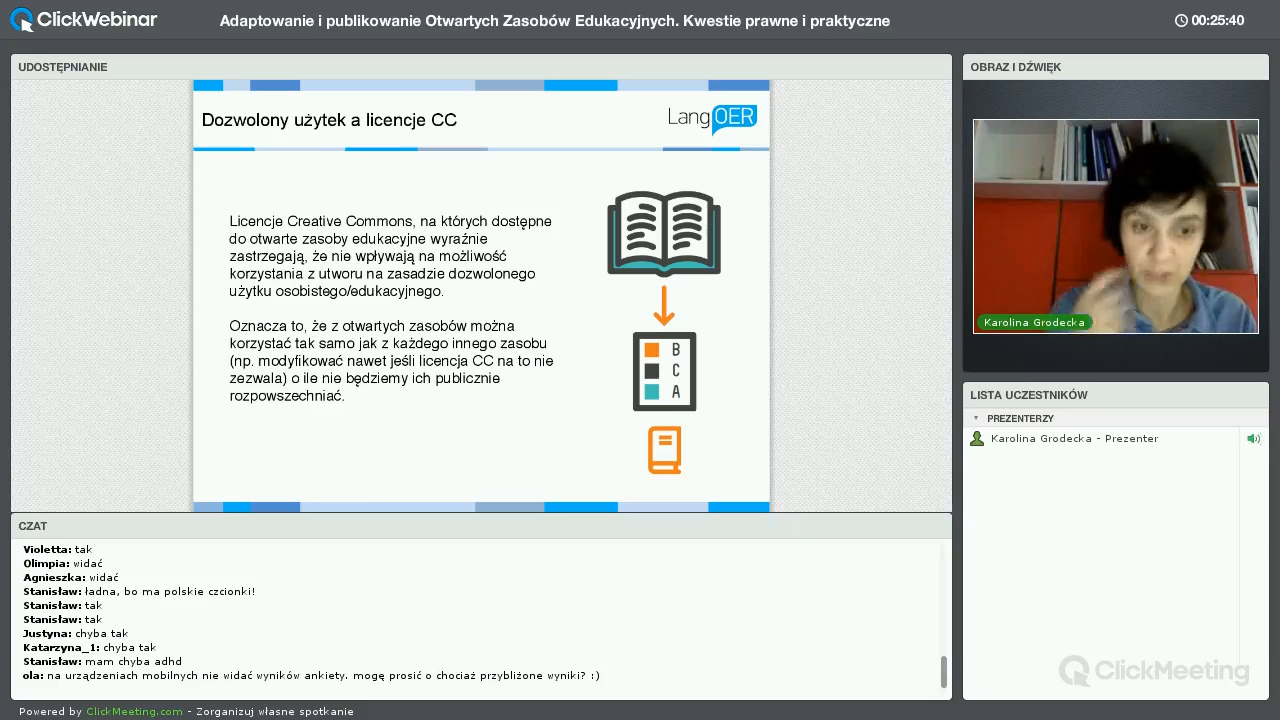 ClickWebinar
Adaptowanie i publikowanie Otwartych Zasobów Edukacyjnych. Kwestie prawne i praktyczne
00:25:40
UDOSTĘPNIANIE
Dozwolony użytek a licencje CC
LangOER
Licencje Creative Commons, na których dostępne
do otwarte zasoby edukacyjne wyraźnie
zastrzegają, że nie wpływają na możliwość
korzystania z utworu na zasadzie dozwolonego
użytku osobistego/edukacyjnego.
Oznacza to, że z otwartych zasobów można
korzystać tak samo jak z każdego innego zasobu
(np. modyfikować nawet jeśli licencja CC na to nie
zezwala) o ile nie będziemy ich publicznie
rozpowszechniać.
B
C
A
OBRAZ I DŹWIĘK
Karolina Grodecka
LISTA UCZESTNIKÓW
PREZENTERZY
Karolina Grodecka - Prezenter
CZAT
Violetta: tak
Olimpia: widać
Agnieszka: widać
Stanisław: ładna, bo ma polskie czcionki!
Stanisław: tak
Stanisław: tak
Justyna: chyba tak
Katarzyna_1: chyba tak
Stanisław: mam chyba adhd
ola: na urządzeniach mobilnych nie widać wyników ankiety. mogę prosić o chociaż przybliżone wyniki? :)
ClickMeeting
Powered by ClickMeeting.com - Zorganizuj własne spotkanie